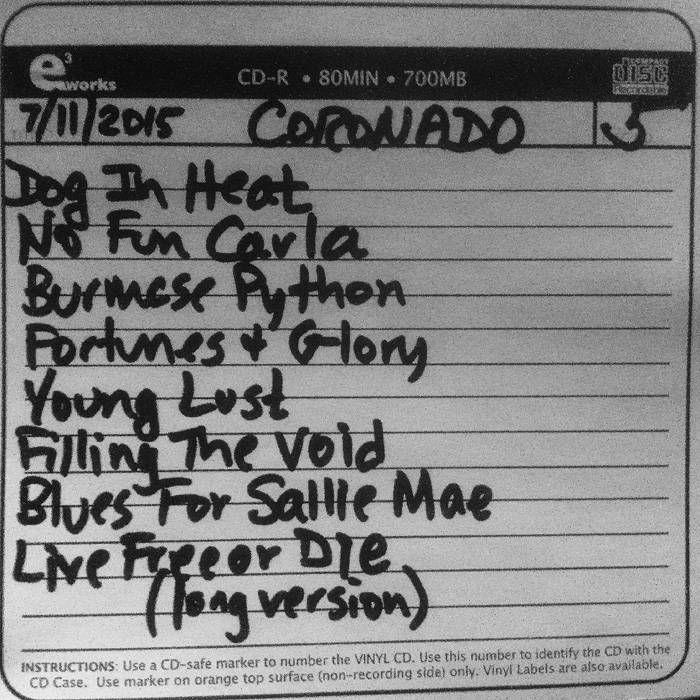 e³works CD-R • 80MIN • 700MB COMPACT disc Recordable
7/11/2015 CORONADO 5
Dog In Heat
No Fun Carla
Burmese Python
Fortunes + Glory
Young Lust
Filling The Void
Blues For Sallie Mae
Live Free or Die
(long version)
INSTRUCTIONS: Use a CD-safe marker to number the VINYL CD. Use this number to identify the CD with the
CD Case. Use marker on orange top surface (non-recording side) only. Vinyl Labels are also available.